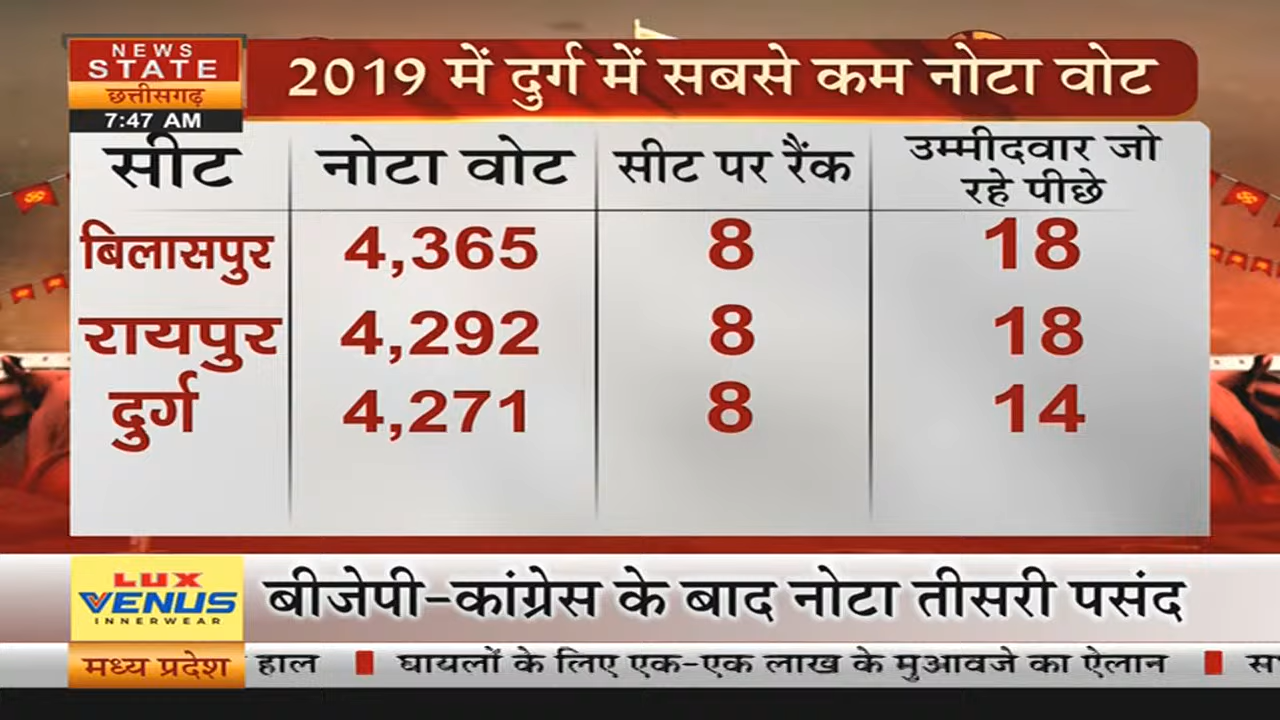 NEWS
STATE
छत्तीसगढ़
7:47 AM
2019 में दुर्ग में सबसे कम नोटा वोट
सीट नोटा वोट सीट पर रैंक उम्मीदवार जो
रहे पीछे
बिलासपुर 4,365 8 18
रायपुर 4,292 8 18
दुर्ग 4,271 8 14
LUX
VENUS
INNERWEAR
बीजेपी-कांग्रेस के बाद नोटा तीसरी पसंद
मध्य प्रदेश हाल घायलों के लिए एक-एक लाख के मुआवजे का ऐलान